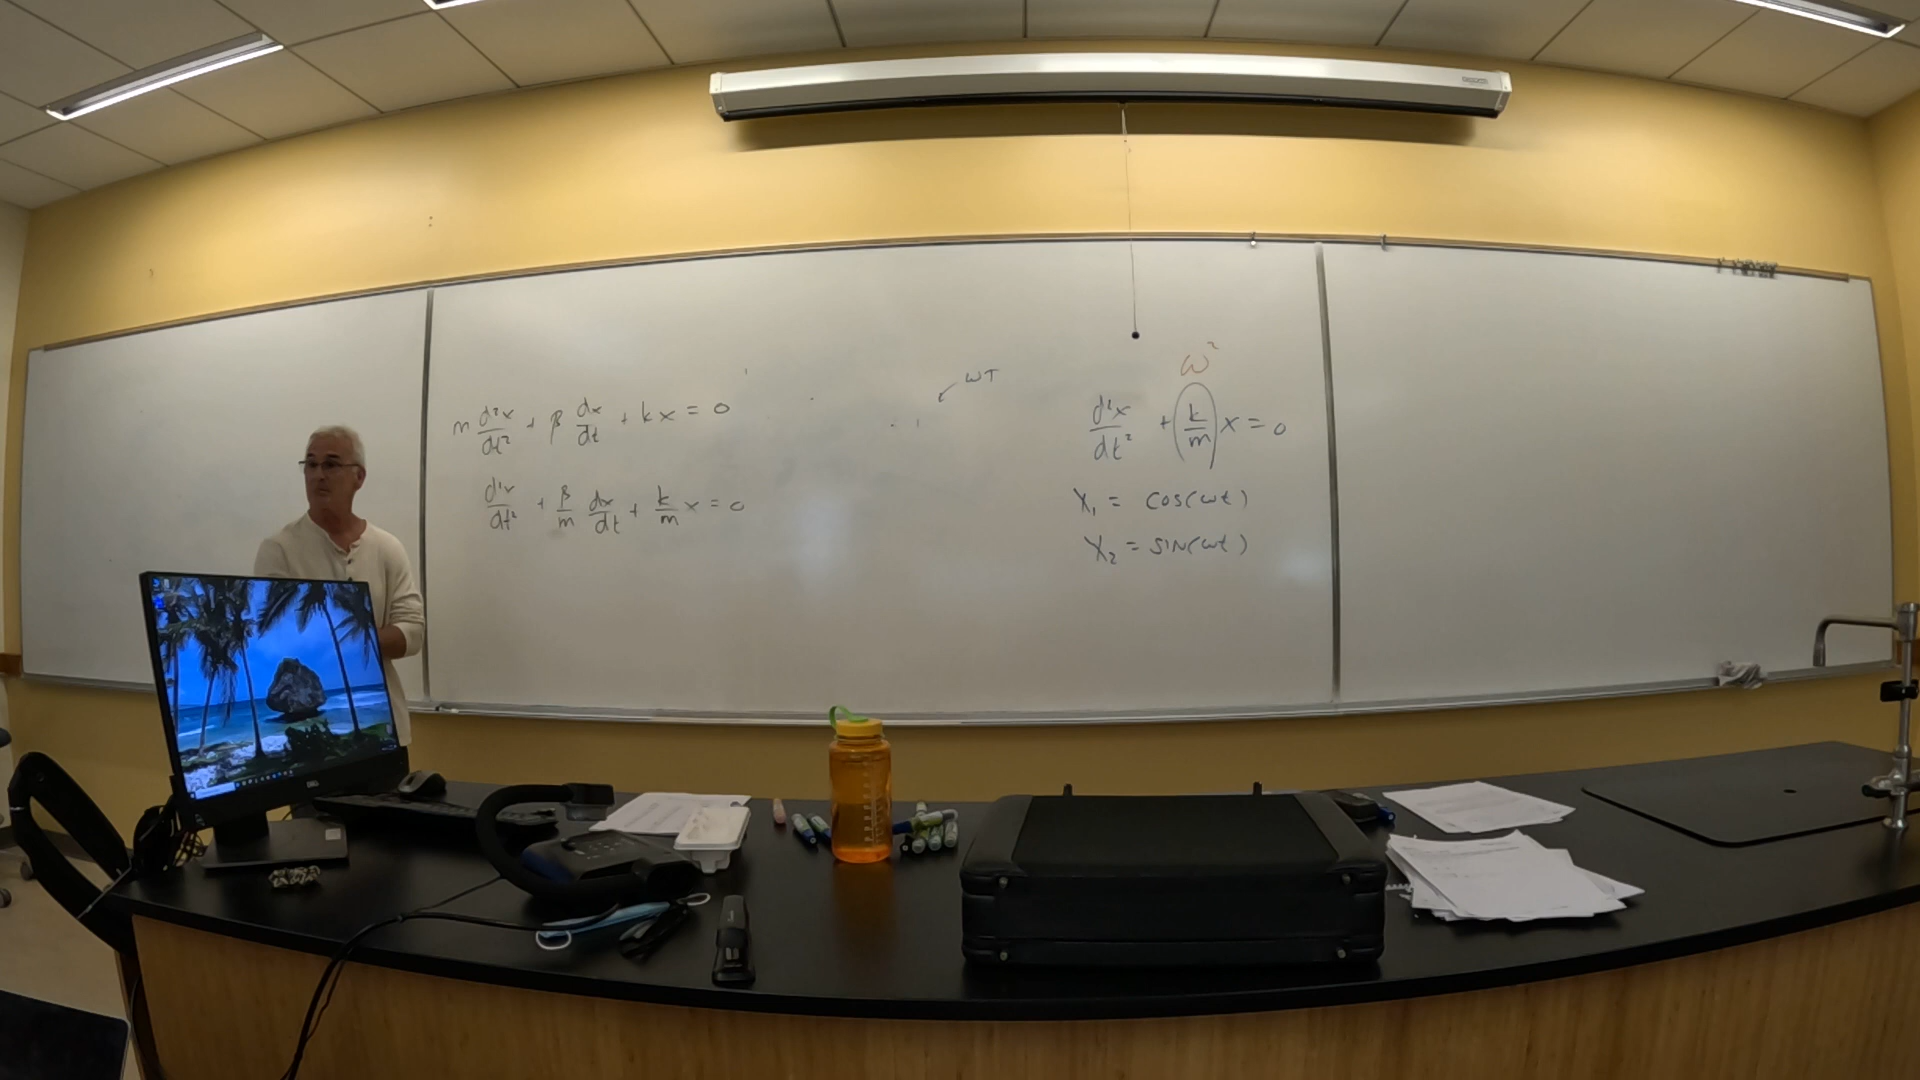 m d²x/dt² + β dx/dt + kx = 0
d²x/dt² + β/m dx/dt + k/m x = 0
ωT
ω²
d²x/dt² + k/m x = 0
x₁ = cos(ωt)
x₂ = sin(ωt)
DELL